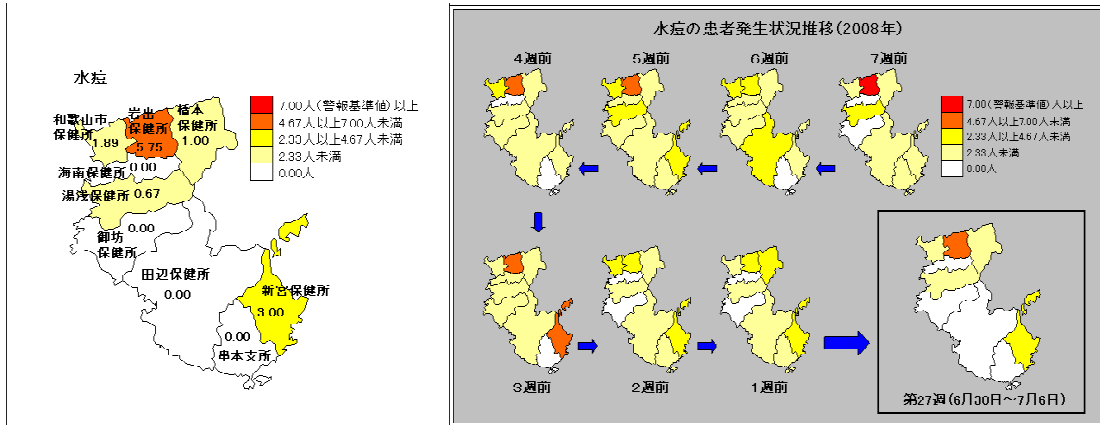 水痘
和歌山市
保健所
1.89
岩出
保健所
5.75
橋本
保健所
1.00
海南保健所
0.00
湯浅保健所
0.67
御坊
保健所
0.00
田辺保健所
0.00
新宮保健所
3.00
0.00
串本支所
7.00人(警報基準値)以上
4.67人以上7.00人未満
2.33人以上4.67人未満
2.33人未満
0.00人
水痘の患者発生状況推移(2008年)
4週前
5週前
6週前
7週前
7.00(警報基準値)人以上
4.67人以上7.00人未満
2.33人以上4.67人未満
2.33人未満
0.00人
3週前
2週前
1週前
第27週(6月30日～7月6日)